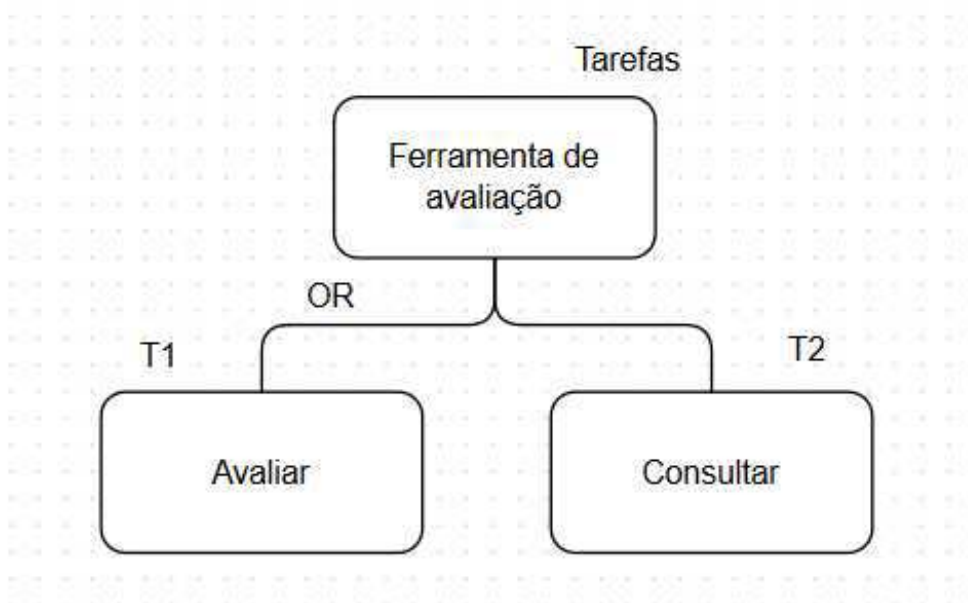 Tarefas
Ferramenta de
avaliação
OR
T1
T2
Avaliar
Consultar